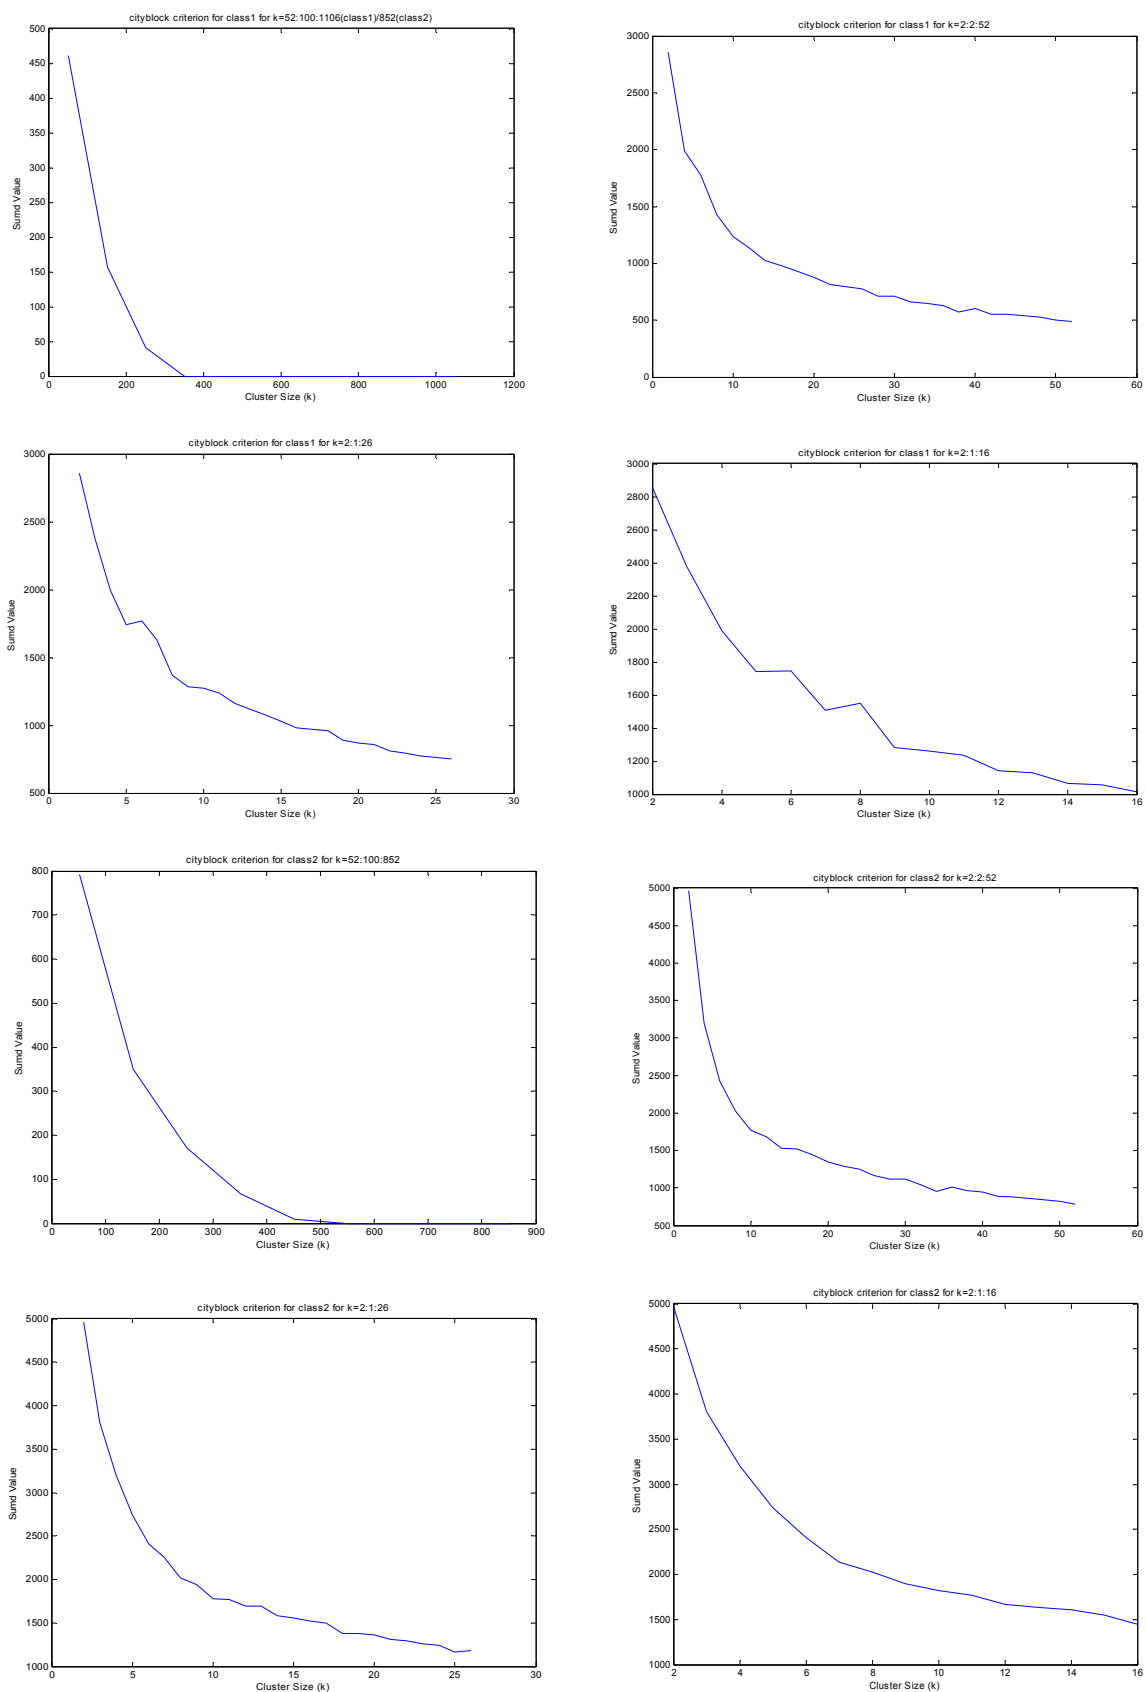 cityblock criterion for class1 for k=52:100:1106(class1)/852(class2)
500
450
400
350
300
250
200
150
100
50
0
Sumd Value
0 200 400 600 800 1000 1200
Cluster Size (k)
cityblock criterion for class1 for k=2:2:52
3000
2500
2000
1500
1000
500
0
Sumd Value
0 10 20 30 40 50 60
Cluster Size (k)
cityblock criterion for class1 for k=2:1:26
3000
2500
2000
1500
1000
500
Sumd Value
0 5 10 15 20 25 30
Cluster Size (k)
cityblock criterion for class1 for k=2:1:16
3000
2800
2600
2400
2200
2000
1800
1600
1400
1200
1000
Sumd Value
2 4 6 8 10 12 14 16
Cluster Size (k)
cityblock criterion for class2 for k=52:100:852
800
700
600
500
400
300
200
100
0
Sumd Value
0 100 200 300 400 500 600 700 800 900
Cluster Size (k)
cityblock criterion for class2 for k=2:2:52
5000
4500
4000
3500
3000
2500
2000
1500
1000
500
Sumd Value
0 10 20 30 40 50 60
Cluster Size (k)
cityblock criterion for class2 for k=2:1:26
5000
4500
4000
3500
3000
2500
2000
1500
1000
Sumd Value
0 5 10 15 20 25 30
Cluster Size (k)
cityblock criterion for class2 for k=2:1:16
5000
4500
4000
3500
3000
2500
2000
1500
1000
Sumd Value
2 4 6 8 10 12 14 16
Cluster Size (k)